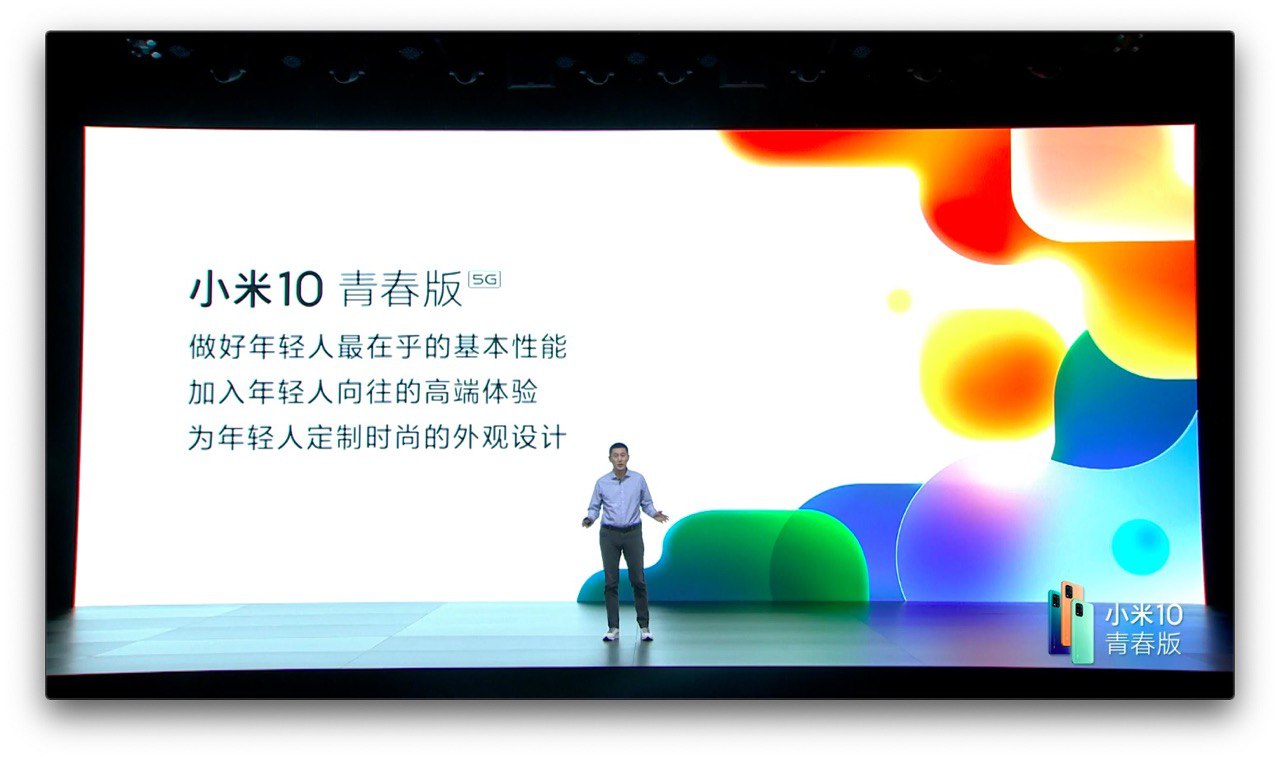 小米10 青春版 5G
做好年轻人最在乎的基本性能
加入年轻人向往的高端体验
为年轻人定制时尚的外观设计
小米10
青春版